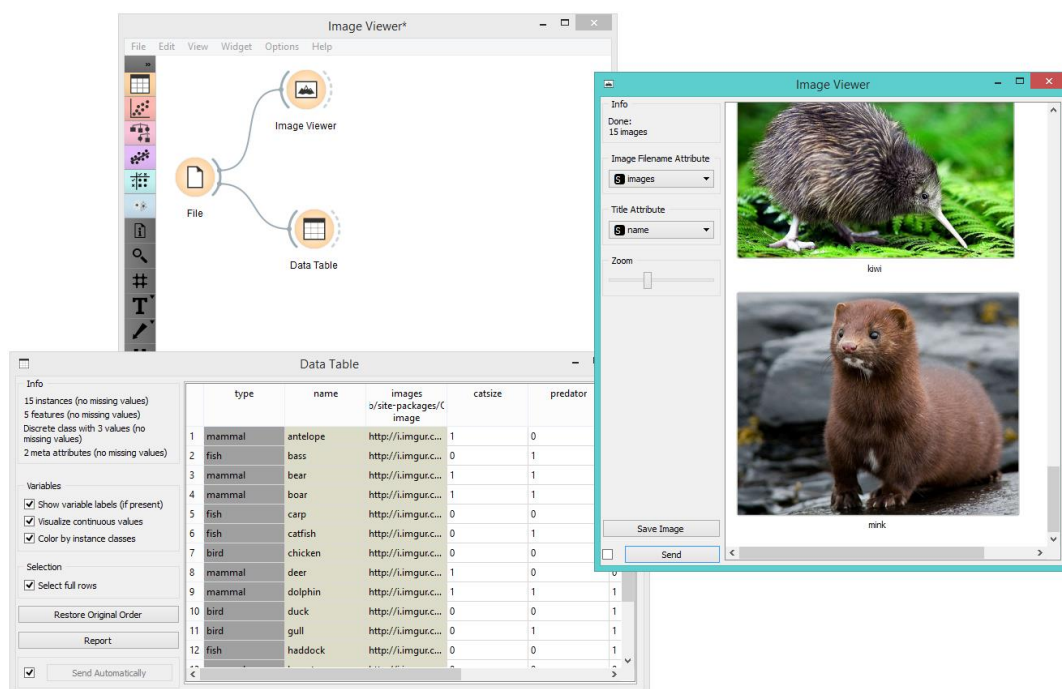 Image Viewer*
File Edit View Widget Options Help
Image Viewer
File
Data Table
Image Viewer
Info
Done:
15 images
Image Filename Attribute
S images
Title Attribute
S name
Zoom
kiwi
mink
Save Image
Send
Data Table
Info
15 instances (no missing values)
5 features (no missing values)
Discrete class with 3 values (no
missing values)
2 meta attributes (no missing values)
Variables
Show variable labels (if present)
Visualize continuous values
Color by instance classes
Selection
Select full rows
Restore Original Order
Report
Send Automatically
type name images catsize predator
image
1 mammal antelope http://i.imgur.c... 1 0
2 fish bass http://i.imgur.c... 0 1
3 mammal bear http://i.imgur.c... 1 1
4 mammal boar http://i.imgur.c... 1 1
5 fish carp http://i.imgur.c... 0 0
6 fish catfish http://i.imgur.c... 0 1
7 bird chicken http://i.imgur.c... 0 0
8 mammal deer http://i.imgur.c... 1 0
9 mammal dolphin http://i.imgur.c... 1 1 1
10 bird duck http://i.imgur.c... 0 0 1
11 bird gull http://i.imgur.c... 0 1 1
12 fish haddock http://i.imgur.c... 0 0 1